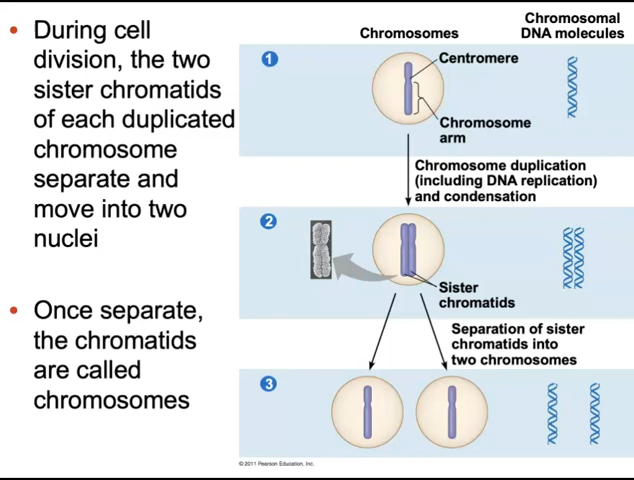 • During cell
division, the two
sister chromatids
of each duplicated
chromosome
separate and
move into two
nuclei
• Once separate,
the chromatids
are called
chromosomes
Chromosomes
Chromosomal
DNA molecules
1
Centromere
Chromosome
arm
Chromosome duplication
(including DNA replication)
and condensation
2
Sister
chromatids
Separation of sister
chromatids into
two chromosomes
3
© 2011 Pearson Education, Inc.